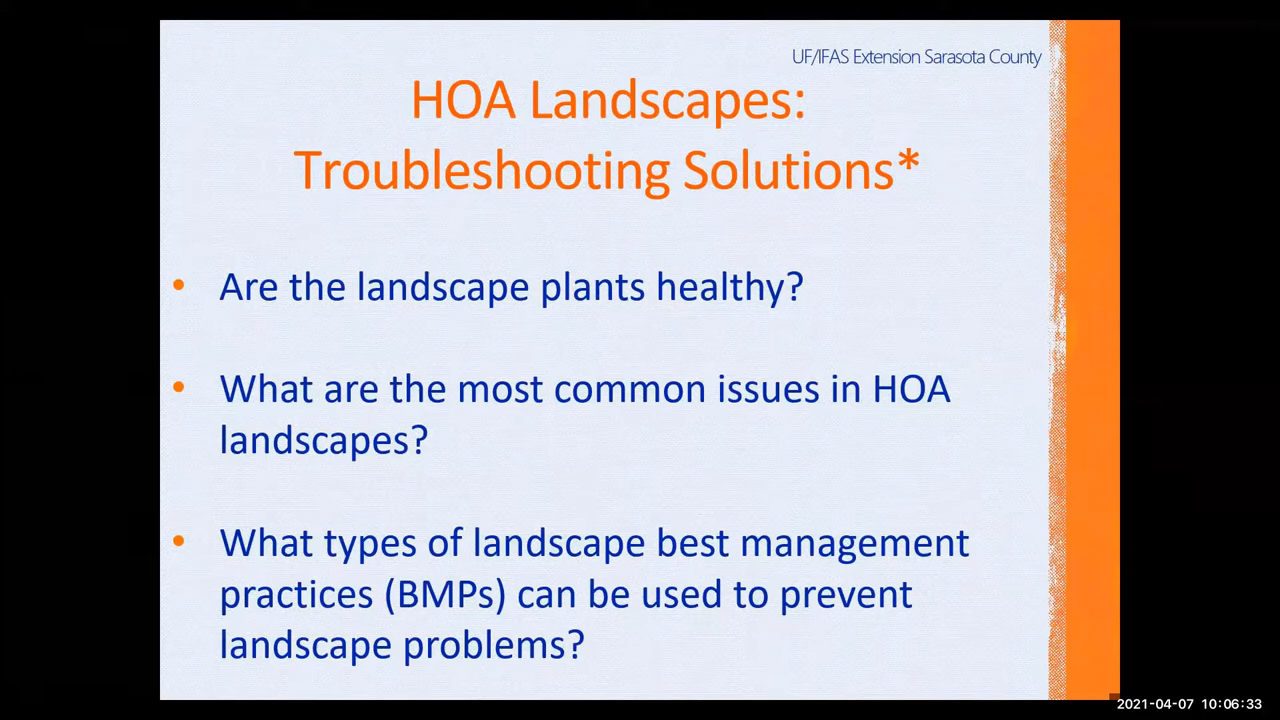 UF/IFAS Extension Sarasota County
HOA Landscapes:
Troubleshooting Solutions*
• Are the landscape plants healthy?
• What are the most common issues in HOA
landscapes?
• What types of landscape best management
practices (BMPs) can be used to prevent
landscape problems?
2021-04-07 10:06:33